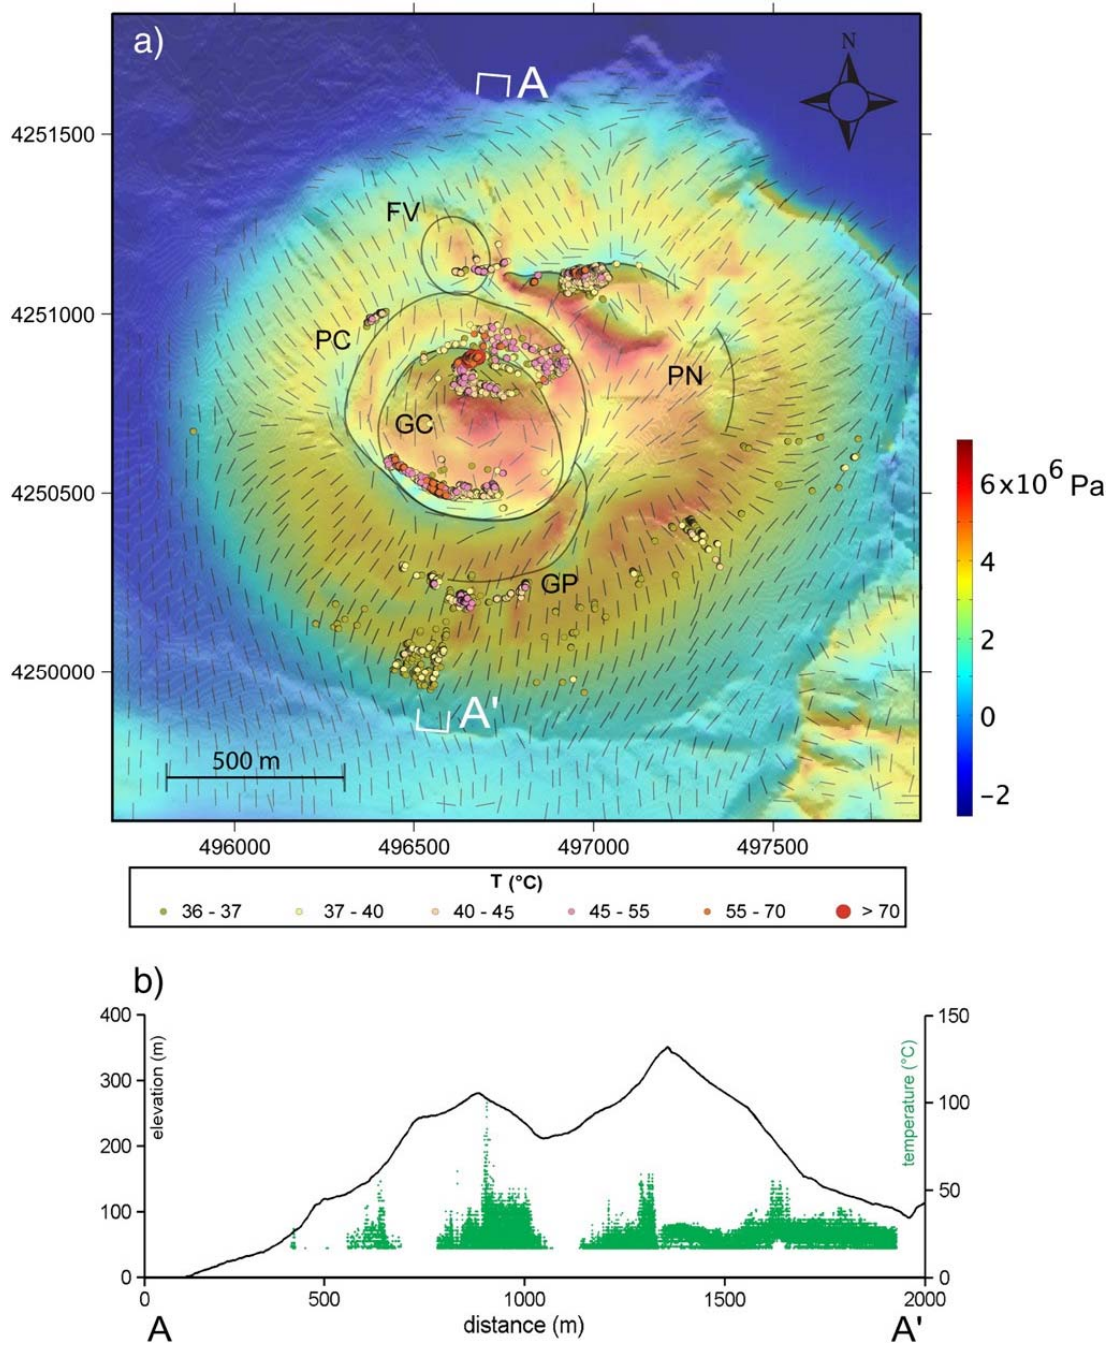 a)
N
A
4251500
FV
4251000
PC
PN
GC
4250500
6x10⁶ Pa
4
GP
2
4250000
A'
0
500 m
-2
496000 496500 497000 497500
T (°C)
36 - 37 37 - 40 40 - 45 45 - 55 55 - 70 > 70
b)
400 150
elevation (m)
temperature (°C)
300
100
200
50
100
0 0
0 500 1000 1500 2000
A distance (m) A'